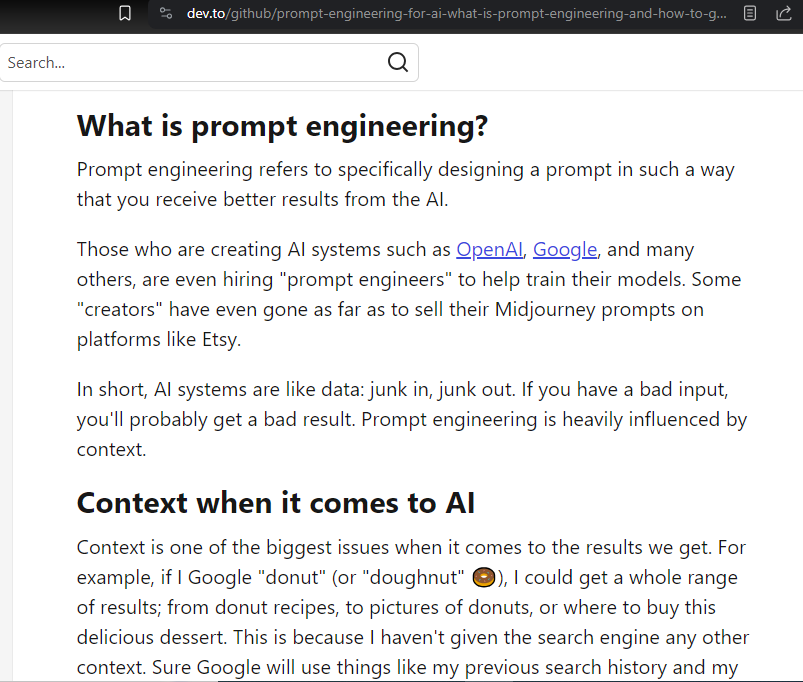 dev.to/github/prompt-engineering-for-ai-what-is-prompt-engineering-and-how-to-g...
Search...
What is prompt engineering?
Prompt engineering refers to specifically designing a prompt in such a way
that you receive better results from the AI.
Those who are creating AI systems such as OpenAI, Google, and many
others, are even hiring "prompt engineers" to help train their models. Some
"creators" have even gone as far as to sell their Midjourney prompts on
platforms like Etsy.
In short, AI systems are like data: junk in, junk out. If you have a bad input,
you'll probably get a bad result. Prompt engineering is heavily influenced by
context.
Context when it comes to AI
Context is one of the biggest issues when it comes to the results we get. For
example, if I Google "donut" (or "doughnut" 🍩), I could get a whole range
of results; from donut recipes, to pictures of donuts, or where to buy this
delicious dessert. This is because I haven't given the search engine any other
context. Sure Google will use things like my previous search history and my